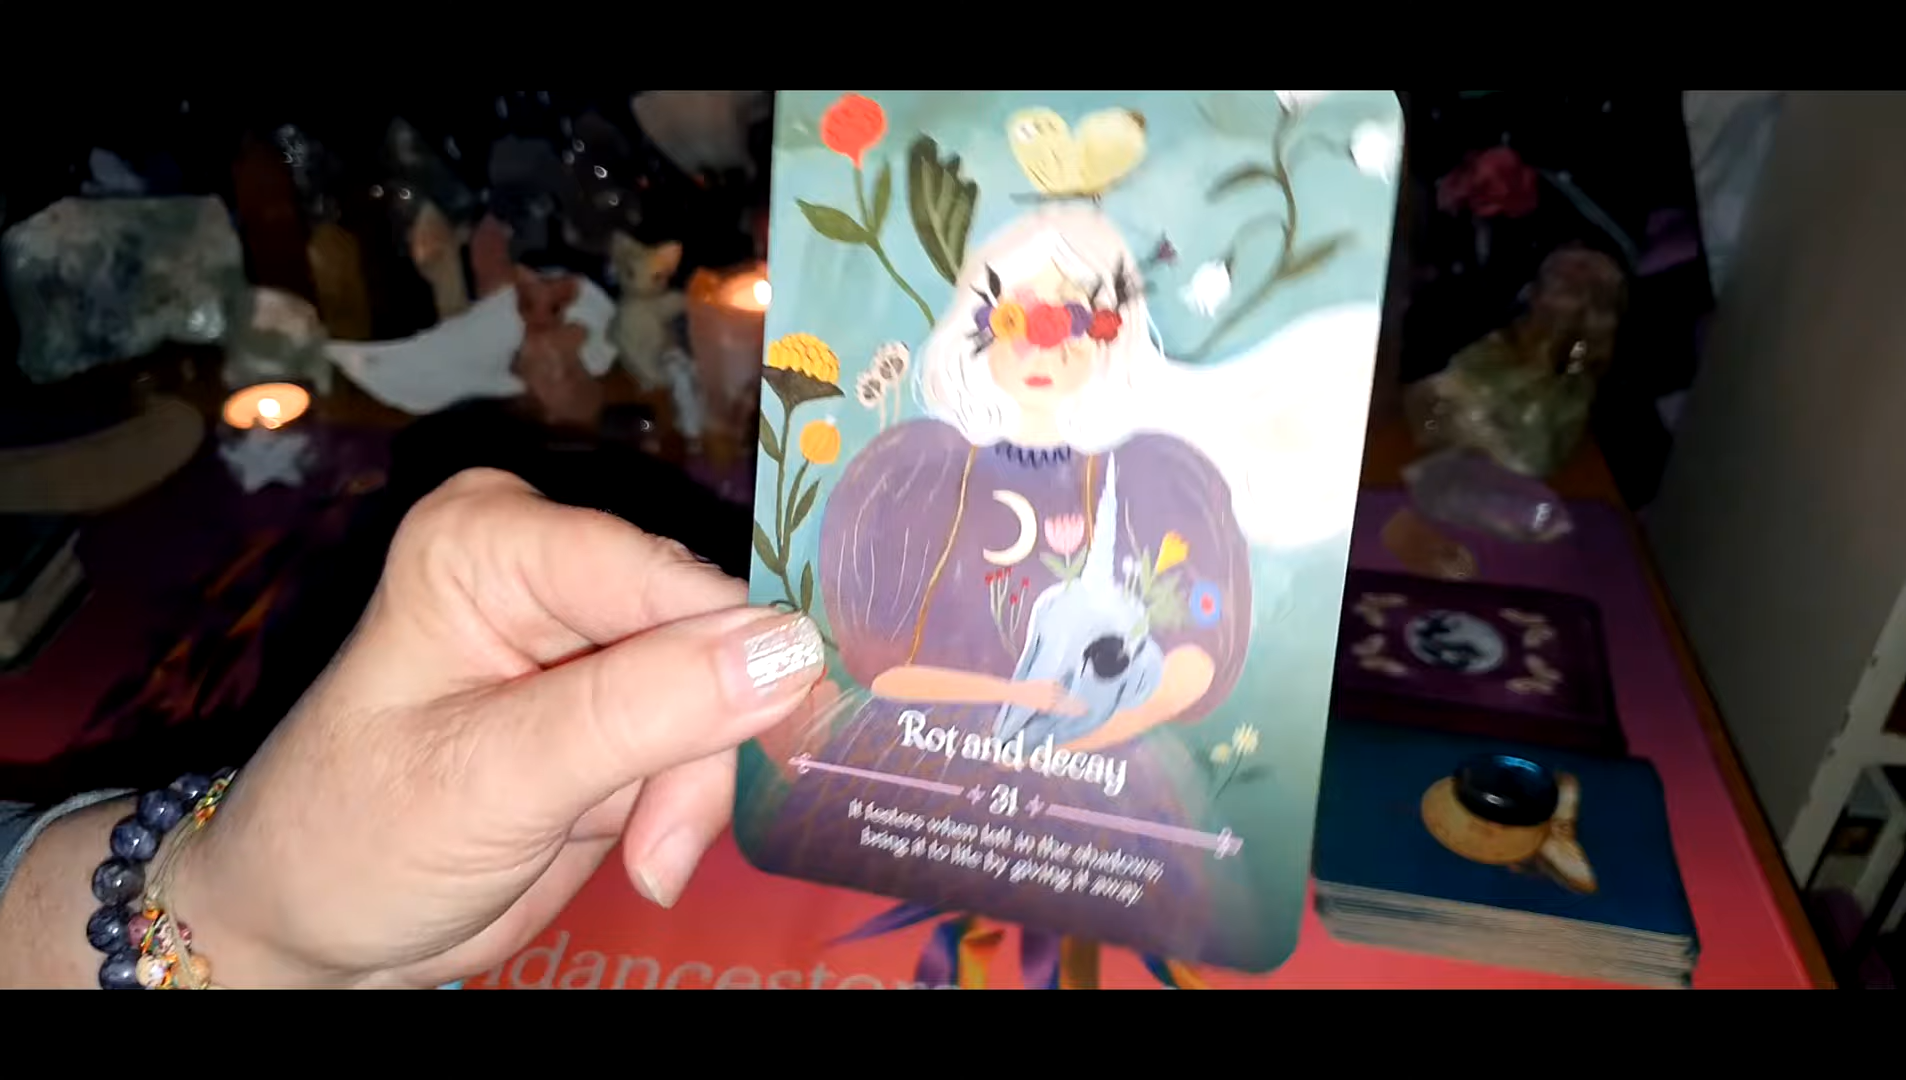 Rot and decay
31
It festers when left in the shadows;
bring it to life by giving it away.